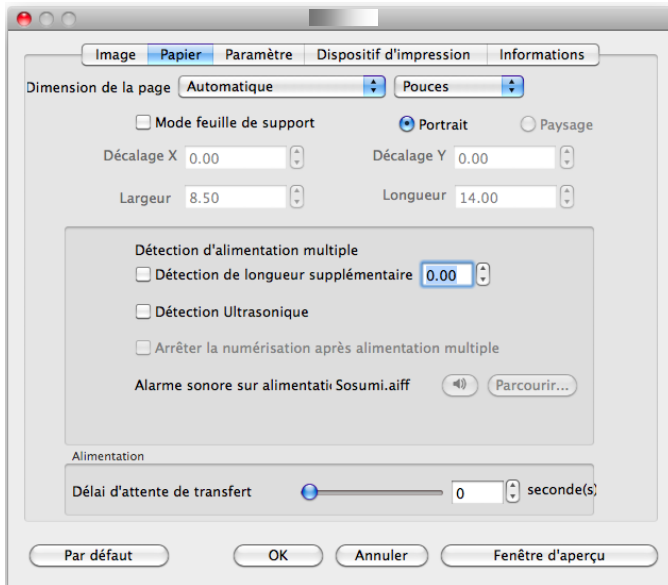 Image Papier Paramètre Dispositif d'impression Informations
Dimension de la page Automatique Pouces
Mode feuille de support Portrait Paysage
Décalage X 0.00 Décalage Y 0.00
Largeur 8.50 Longueur 14.00
Détection d'alimentation multiple
Détection de longueur supplémentaire 0.00
Détection Ultrasonique
Arrêter la numérisation après alimentation multiple
Alarme sonore sur alimentati Sosumi.aiff Parcourir...
Alimentation
Délai d'attente de transfert 0 seconde(s)
Par défaut OK Annuler Fenêtre d'aperçu